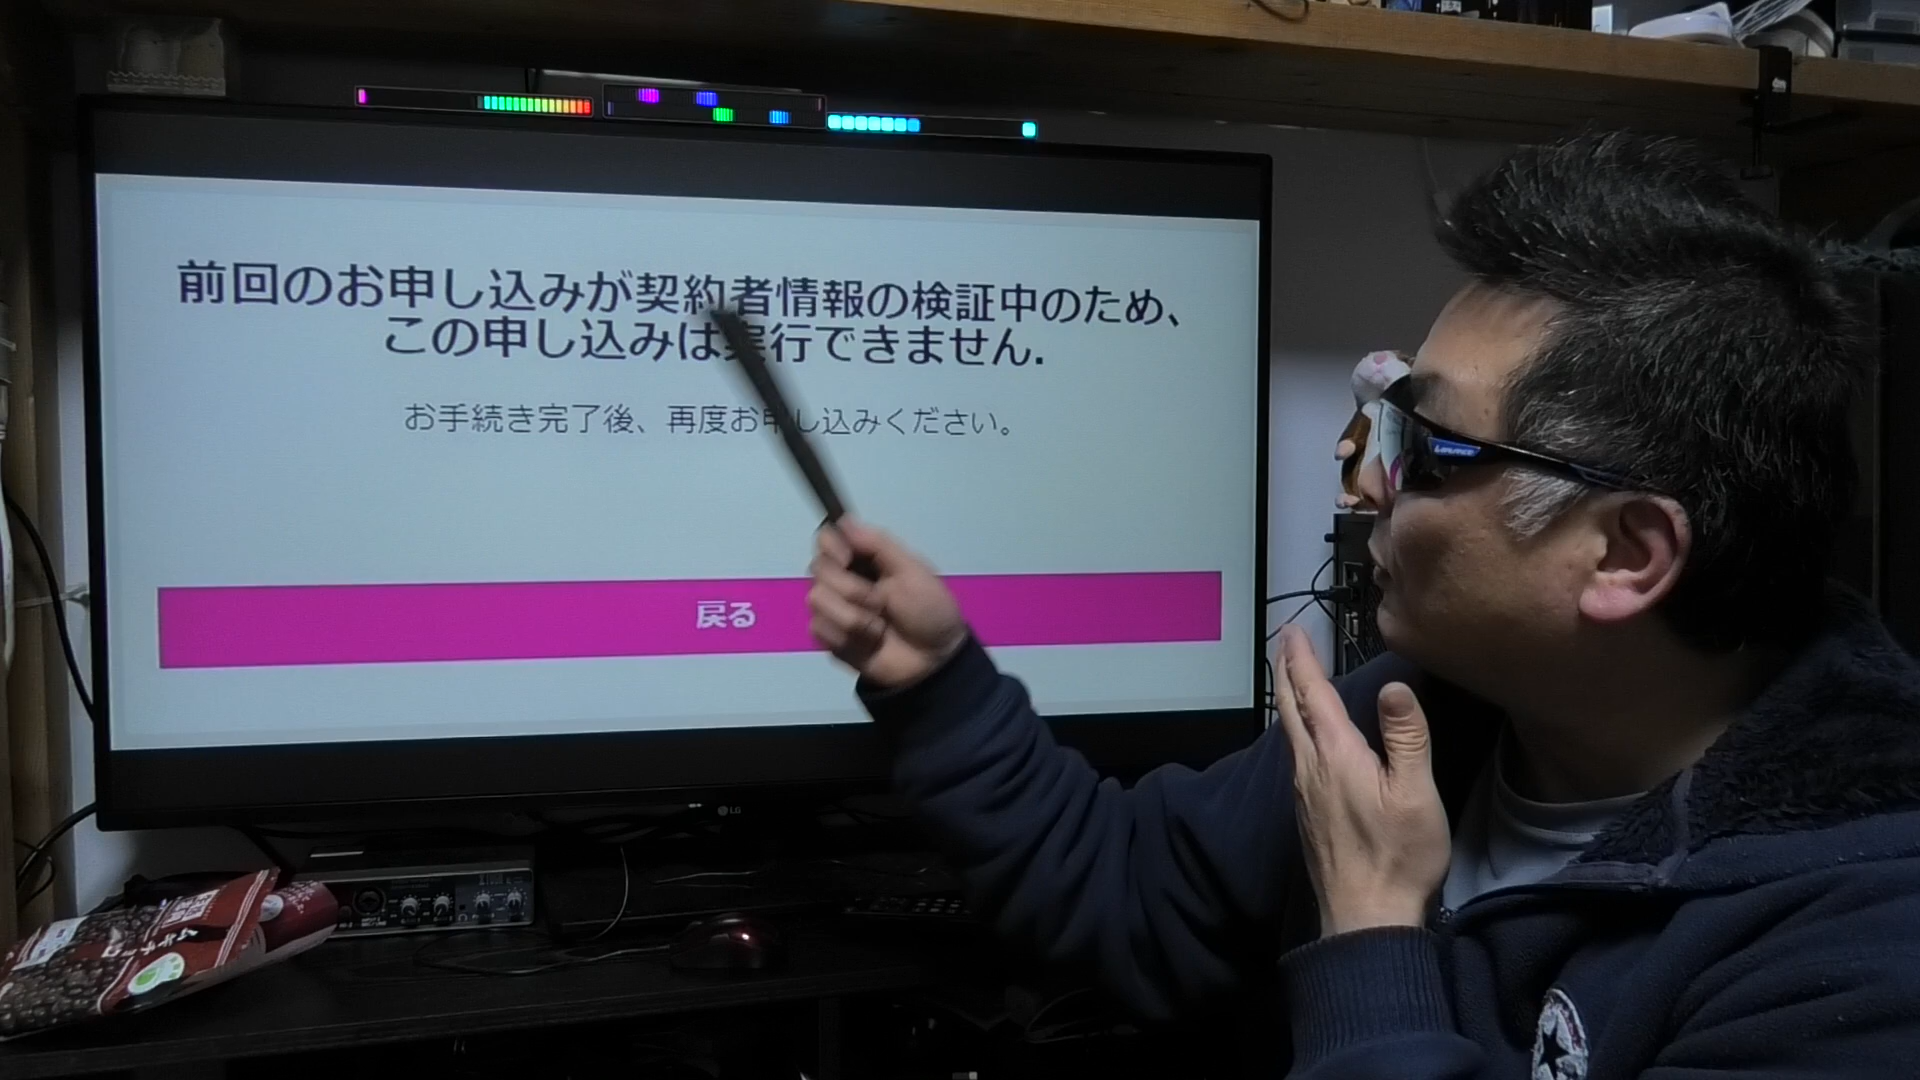 前回のお申し込みが契約者情報の検証中のため、
この申し込みは実行できません.
お手続き完了後、再度お申し込みください。
戻る
LG